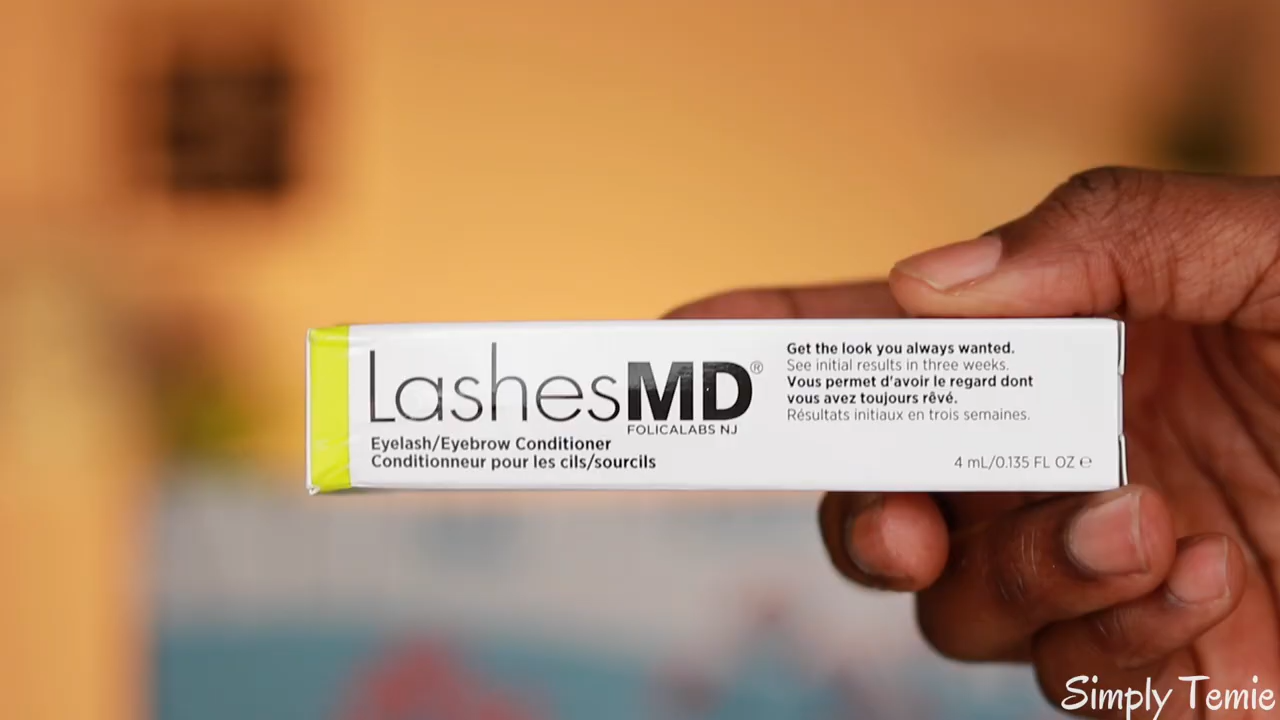 LashesMD®
FOLICALABS NJ
Eyelash/Eyebrow Conditioner
Conditionneur pour les cils/sourcils
Get the look you always wanted.
See initial results in three weeks.
Vous permet d'avoir le regard dont
vous avez toujours rêvé.
Résultats initiaux en trois semaines.
4 mL/0.135 FL OZ ℮
Simply Temie